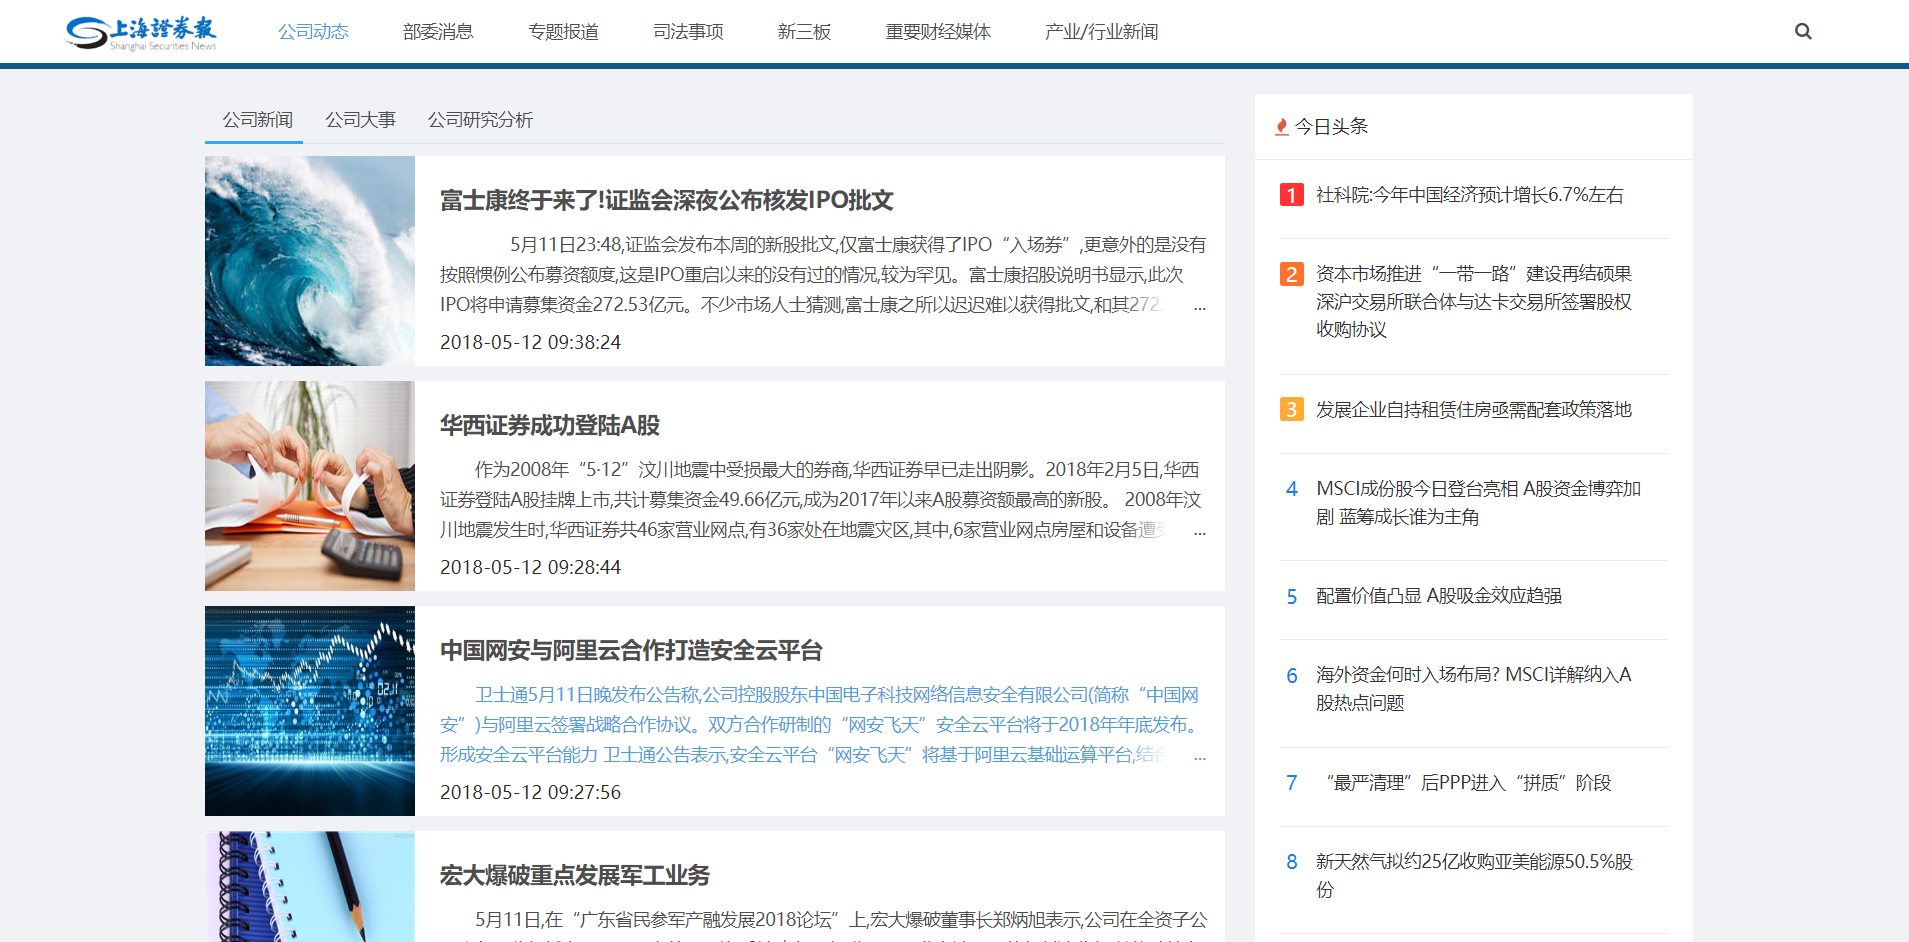 上海證券報
Shanghai Securities News
公司动态 部委消息 专题报道 司法事项 新三板 重要财经媒体 产业/行业新闻
公司新闻 公司大事 公司研究分析
富士康终于来了!证监会深夜公布核发IPO批文
5月11日23:48,证监会发布本周的新股批文,仅富士康获得了IPO“入场券”,更意外的是没有
按照惯例公布募资额度,这是IPO重启以来的没有过的情况,较为罕见。富士康招股说明书显示,此次
IPO将申请募集资金272.53亿元。不少市场人士猜测,富士康之所以迟迟难以获得批文,和其272. ...
2018-05-12 09:38:24
华西证券成功登陆A股
作为2008年“5·12”汶川地震中受损最大的券商,华西证券早已走出阴影。2018年2月5日,华西
证券登陆A股挂牌上市,共计募集资金49.66亿元,成为2017年以来A股募资额最高的新股。 2008年汶
川地震发生时,华西证券共46家营业网点,有36家处在地震灾区,其中,6家营业网点房屋和设备遭受 ...
2018-05-12 09:28:44
中国网安与阿里云合作打造安全云平台
卫士通5月11日晚发布公告称,公司控股股东中国电子科技网络信息安全有限公司(简称“中国网
安”)与阿里云签署战略合作协议。双方合作研制的“网安飞天”安全云平台将于2018年年底发布。
形成安全云平台能力 卫士通公告表示,安全云平台“网安飞天”将基于阿里云基础运算平台,结合 ...
2018-05-12 09:27:56
宏大爆破重点发展军工业务
5月11日,在“广东省民参军产融发展2018论坛”上,宏大爆破董事长郑炳旭表示,公司在全资子公
今日头条
1 社科院:今年中国经济预计增长6.7%左右
2 资本市场推进“一带一路”建设再结硕果
深沪交易所联合体与达卡交易所签署股权
收购协议
3 发展企业自持租赁住房亟需配套政策落地
4 MSCI成份股今日登台亮相 A股资金博弈加
剧 蓝筹成长谁为主角
5 配置价值凸显 A股吸金效应趋强
6 海外资金何时入场布局? MSCI详解纳入A
股热点问题
7 “最严清理”后PPP进入“拼质”阶段
8 新天然气拟约25亿收购亚美能源50.5%股
份